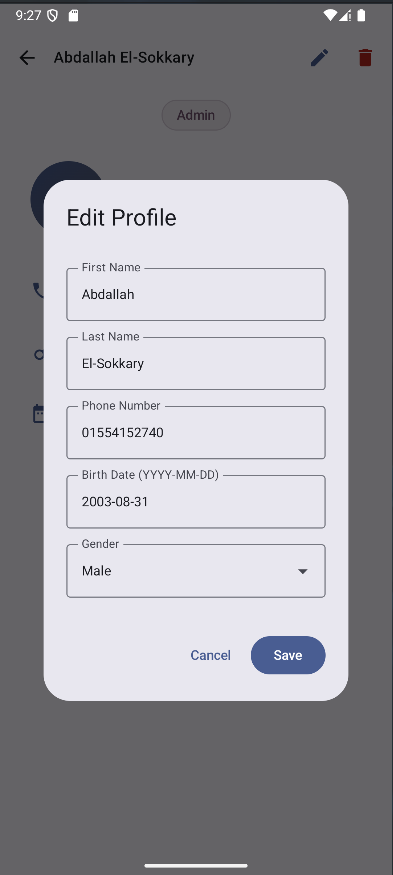 9:27
Abdallah El-Sokkary
Admin
Edit Profile
First Name
Abdallah
Last Name
El-Sokkary
Phone Number
01554152740
Birth Date (YYYY-MM-DD)
2003-08-31
Gender
Male
Cancel
Save